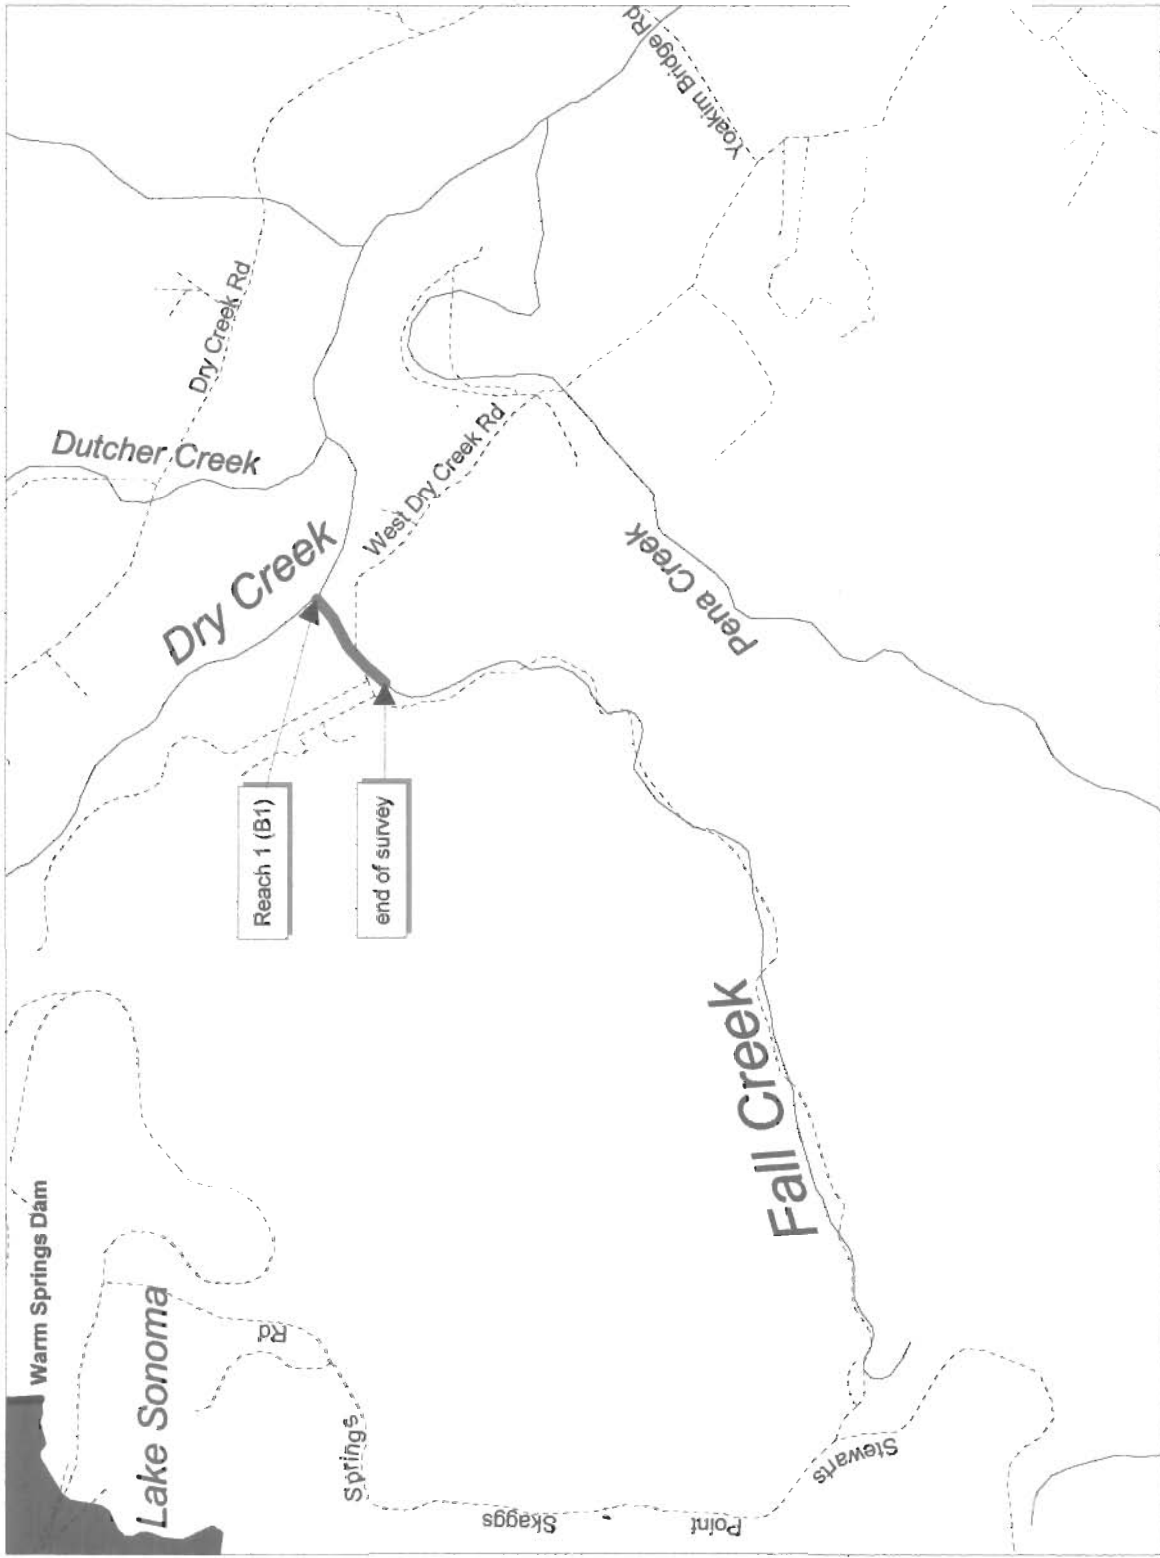 Warm Springs Dam
Lake Sonoma
Rd
Springs
Skaggs
Point
Stewarts
Fall Creek
Reach 1 (B1)
end of survey
Dry Creek
Dutcher Creek
Dry Creek Rd
West Dry Creek Rd
Pena Creek
Yoakim Bridge Rd